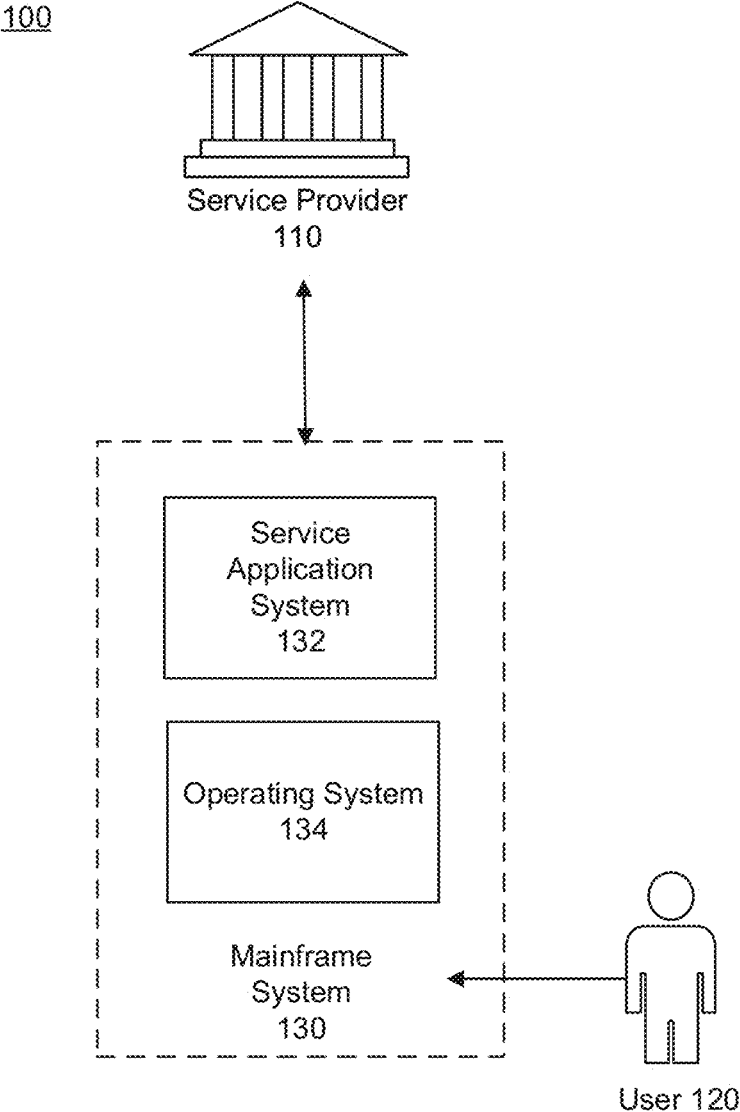 100
Service Provider
110
Service
Application
System
132
Operating System
134
Mainframe
System
130
User 120